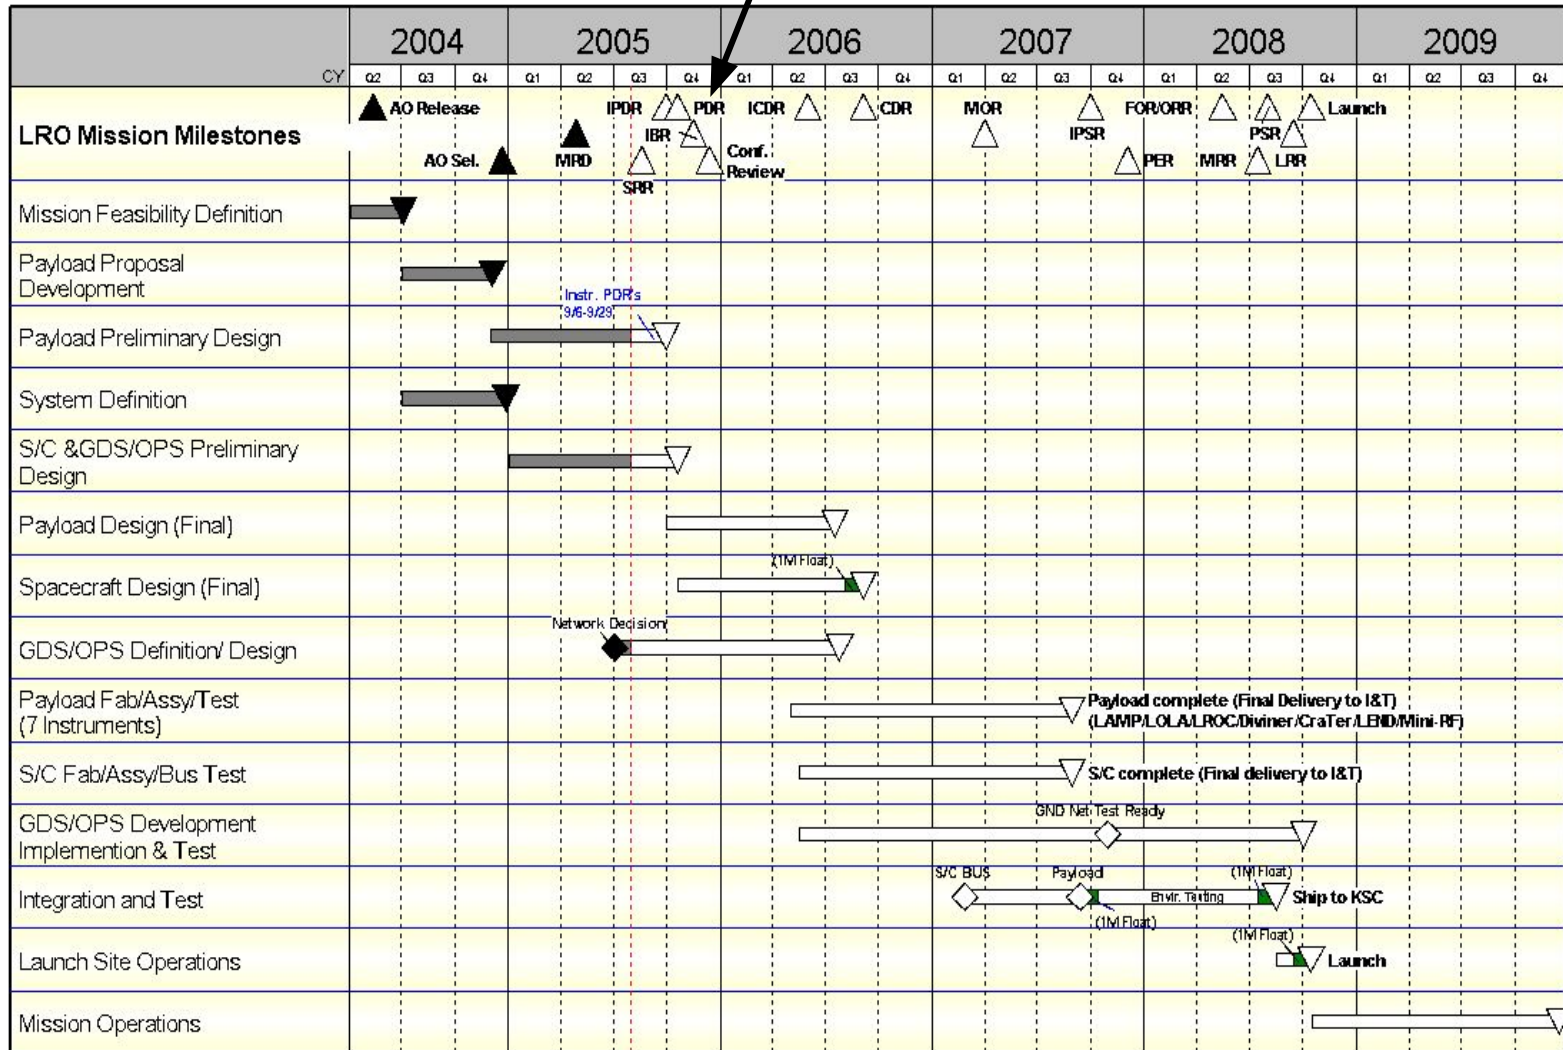 2004 2005 2006 2007 2008 2009
CY Q2 Q3 Q4 Q1 Q2 Q3 Q4 Q1 Q2 Q3 Q4 Q1 Q2 Q3 Q4 Q1 Q2 Q3 Q4 Q1 Q2 Q3 Q4
LRO Mission Milestones
AO Release IPDR PDR ICDR CDR MOR IPSR FOR/ORR PSR Launch
AO Sel. MRD IBR SRR Conf. PER MRR LRR
Review
Mission Feasibility Definition
Payload Proposal
Development
Instr. PDR's
9/6-9/29
Payload Preliminary Design
System Definition
S/C &GDS/OPS Preliminary
Design
Payload Design (Final)
(1M Float)
Spacecraft Design (Final)
Network Decision
GDS/OPS Definition/ Design
Payload Fab/Assy/Test
(7 Instruments)
Payload complete (Final Delivery to I&T)
(LAMP/LOLA/LROC/Diviner/CraTer/LEND/Mini-RF)
S/C Fab/Assy/Bus Test
S/C complete (Final delivery to I&T)
GDS/OPS Development
Implemention & Test
GND Net Test Ready
S/C BUS Payload (1M Float)
Integration and Test Envir. Testing Ship to KSC
(1M Float)
(1M Float)
Launch Site Operations Launch
Mission Operations